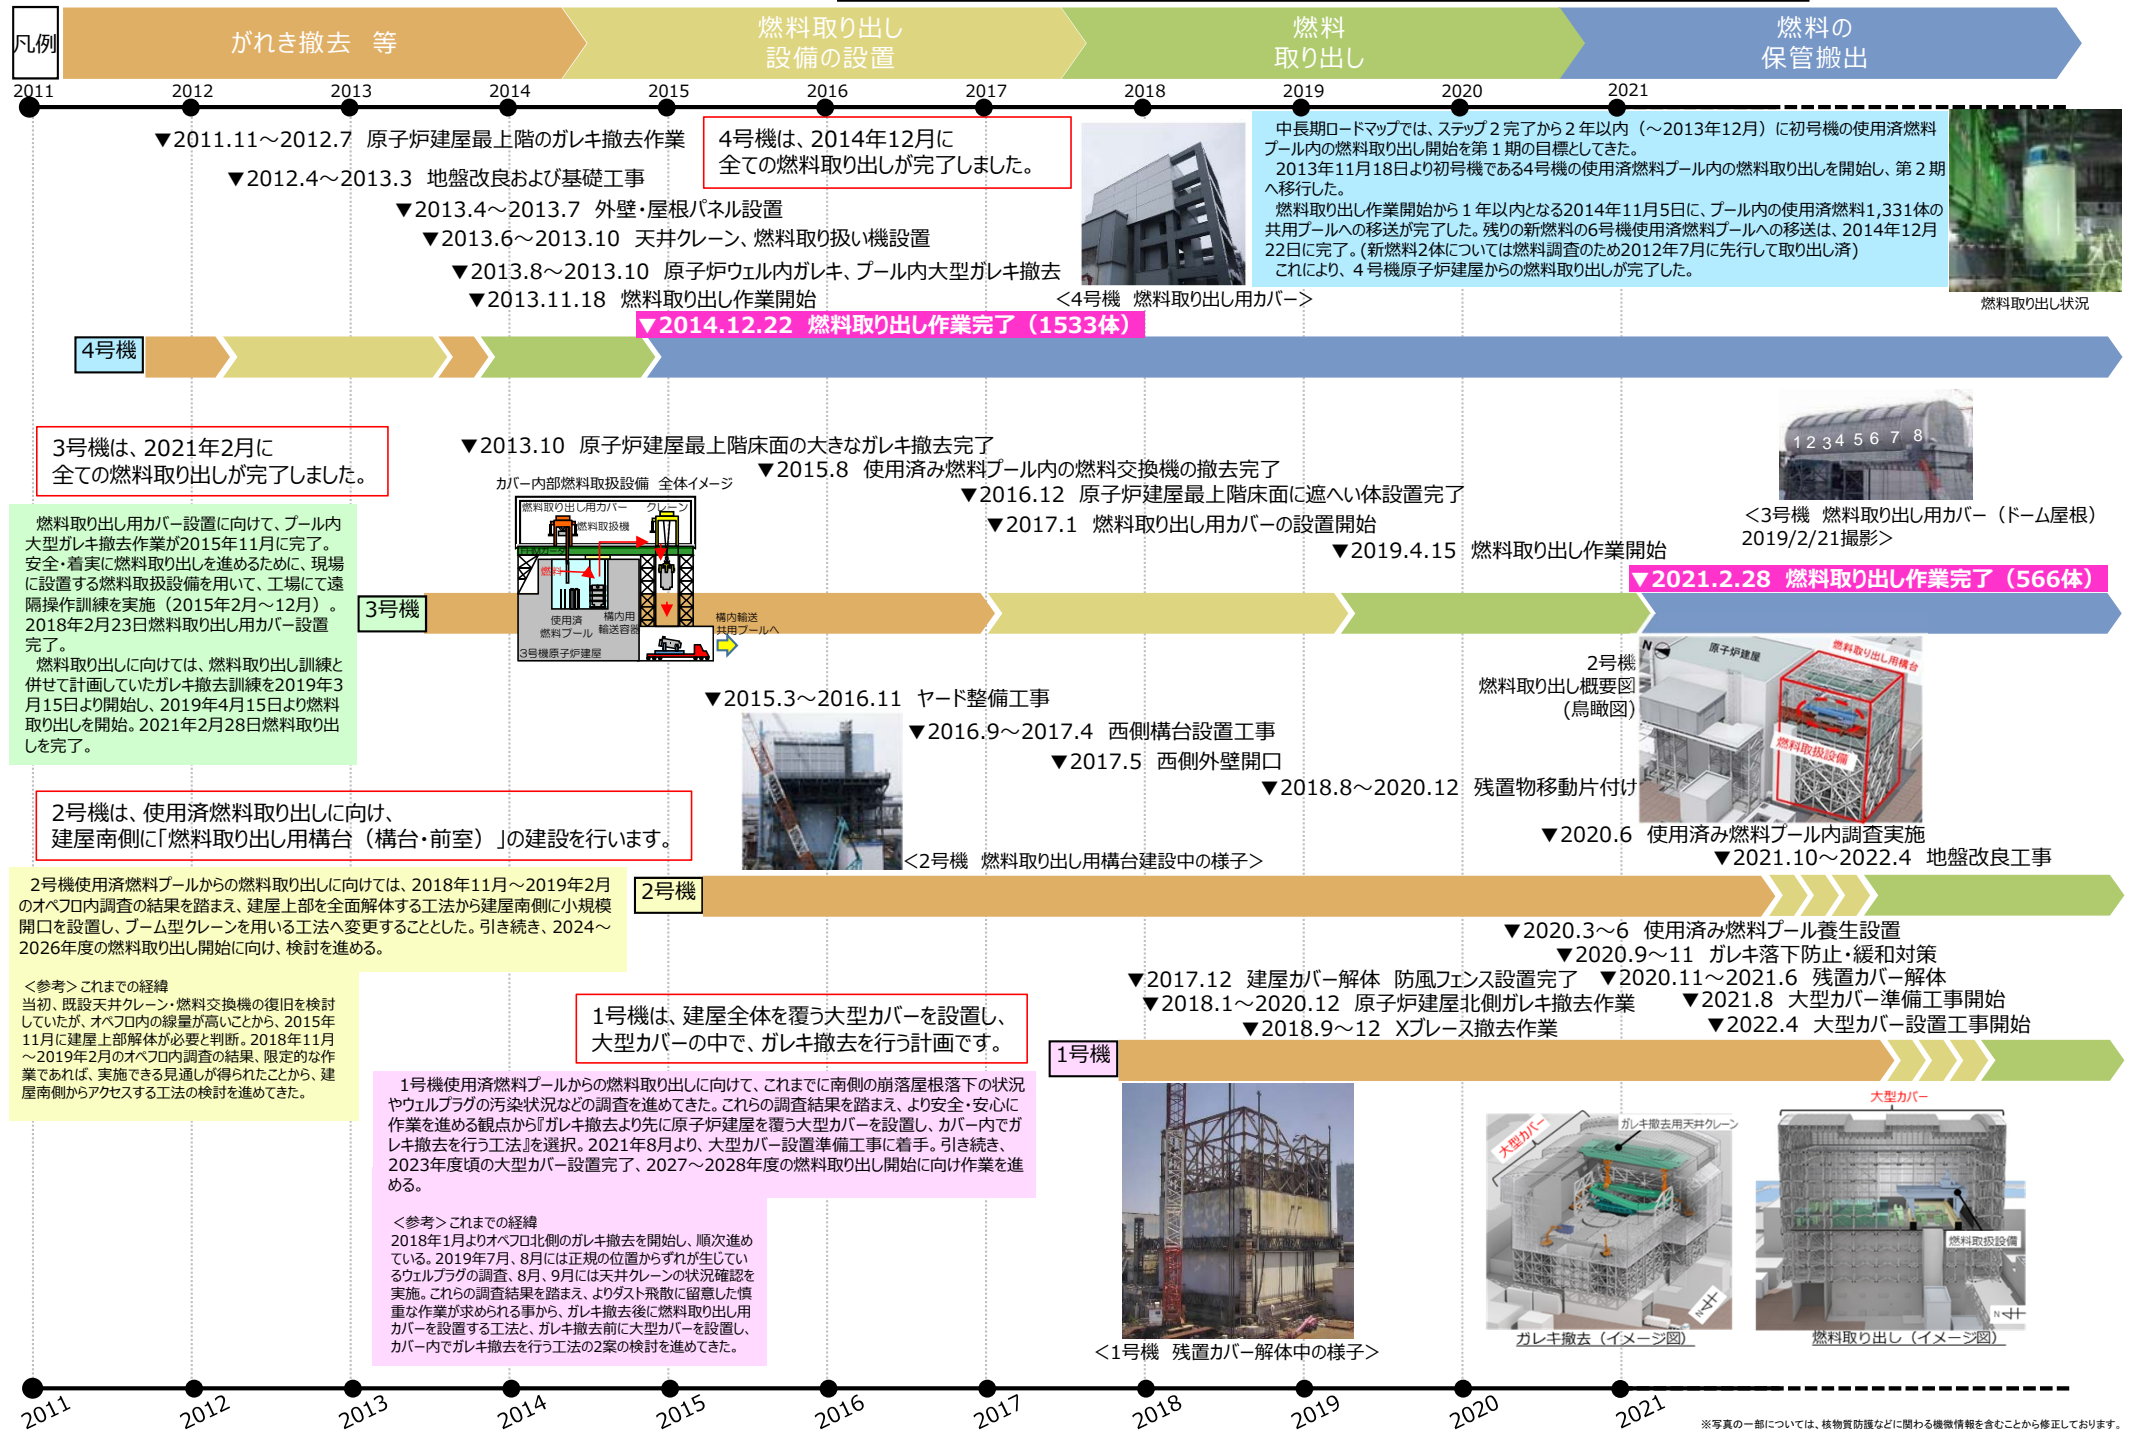 凡例
がれき撤去　等
燃料取り出し
設備の設置
燃料
取り出し
燃料の
保管搬出
2011 2012 2013 2014 2015 2016 2017 2018 2019 2020 2021
▼2011.11～2012.7 原子炉建屋最上階のガレキ撤去作業
▼2012.4～2013.3 地盤改良および基礎工事
▼2013.4～2013.7 外壁・屋根パネル設置
▼2013.6～2013.10 天井クレーン、燃料取り扱い機設置
▼2013.8～2013.10 原子炉ウェル内ガレキ、プール内大型ガレキ撤去
▼2013.11.18 燃料取り出し作業開始
▼2014.12.22 燃料取り出し作業完了（1533体）
4号機は、2014年12月に
全ての燃料取り出しが完了しました。
＜4号機 燃料取り出し用カバー＞
中長期ロードマップでは、ステップ２完了から２年以内（～2013年12月）に初号機の使用済燃料
プール内の燃料取り出し開始を第１期の目標としてきた。
2013年11月18日より初号機である4号機の使用済燃料プール内の燃料取り出しを開始し、第２期
へ移行した。
燃料取り出し作業開始から１年以内となる2014年11月5日に、プール内の使用済燃料1,331体の
共用プールへの移送が完了した。残りの新燃料の6号機使用済燃料プールへの移送は、2014年12月
22日に完了。(新燃料2体については燃料調査のため2012年7月に先行して取り出し済)
これにより、４号機原子炉建屋からの燃料取り出しが完了した。
燃料取り出し状況
4号機
3号機は、2021年2月に
全ての燃料取り出しが完了しました。
燃料取り出し用カバー設置に向けて、プール内
大型ガレキ撤去作業が2015年11月に完了。
安全・着実に燃料取り出しを進めるために、現場
に設置する燃料取扱設備を用いて、工場にて遠
隔操作訓練を実施（2015年2月～12月）。
2018年2月23日燃料取り出し用カバー設置
完了。
燃料取り出しに向けては、燃料取り出し訓練と
併せて計画していたガレキ撤去訓練を2019年3
月15日より開始し、2019年4月15日より燃料
取り出しを開始。2021年2月28日燃料取り出
しを完了。
▼2013.10 原子炉建屋最上階床面の大きなガレキ撤去完了
▼2015.8 使用済み燃料プール内の燃料交換機の撤去完了
▼2016.12 原子炉建屋最上階床面に遮へい体設置完了
▼2017.1 燃料取り出し用カバーの設置開始
▼2019.4.15 燃料取り出し作業開始
▼2021.2.28 燃料取り出し作業完了（566体）
カバー内部燃料取扱設備 全体イメージ
燃料取り出し用カバー
クレーン
燃料取扱機
FHMガーダ
燃料
使用済
燃料プール
構内用
輸送容器
3号機原子炉建屋
構内輸送
共用プールへ
1 2 3 4 5 6 7 8
＜3号機 燃料取り出し用カバー（ドーム屋根）
2019/2/21撮影＞
3号機
▼2015.3～2016.11 ヤード整備工事
▼2016.9～2017.4 西側構台設置工事
▼2017.5 西側外壁開口
▼2018.8～2020.12 残置物移動片付け
▼2020.6 使用済み燃料プール内調査実施
▼2021.10～2022.4 地盤改良工事
2号機
燃料取り出し概要図
(鳥瞰図)
N
原子炉建屋
燃料取り出し用構台
燃料取扱設備
2号機は、使用済燃料取り出しに向け、
建屋南側に「燃料取り出し用構台（構台・前室）」の建設を行います。
＜2号機 燃料取り出し用構台建設中の様子＞
2号機
2号機使用済燃料プールからの燃料取り出しに向けては、2018年11月～2019年2月
のオペフロ内調査の結果を踏まえ、建屋上部を全面解体する工法から建屋南側に小規模
開口を設置し、ブーム型クレーンを用いる工法へ変更することとした。引き続き、2024～
2026年度の燃料取り出し開始に向け、検討を進める。
＜参考＞これまでの経緯
当初、既設天井クレーン・燃料交換機の復旧を検討
していたが、オペフロ内の線量が高いことから、2015年
11月に建屋上部解体が必要と判断。2018年11月
～2019年2月のオペフロ内調査の結果、限定的な作
業であれば、実施できる見通しが得られたことから、建
屋南側からアクセスする工法の検討を進めてきた。
▼2020.3～6 使用済み燃料プール養生設置
▼2020.9～11 ガレキ落下防止・緩和対策
▼2017.12 建屋カバー解体 防風フェンス設置完了
▼2020.11～2021.6 残置カバー解体
▼2018.1～2020.12 原子炉建屋北側ガレキ撤去作業
▼2021.8 大型カバー準備工事開始
▼2018.9～12 Xブレース撤去作業
▼2022.4 大型カバー設置工事開始
1号機は、建屋全体を覆う大型カバーを設置し、
大型カバーの中で、ガレキ撤去を行う計画です。
1号機
1号機使用済燃料プールからの燃料取り出しに向けて、これまでに南側の崩落屋根落下の状況
やウェルプラグの汚染状況などの調査を進めてきた。これらの調査結果を踏まえ、より安全・安心に
作業を進める観点から『ガレキ撤去より先に原子炉建屋を覆う大型カバーを設置し、カバー内でガ
レキ撤去を行う工法』を選択。2021年8月より、大型カバー設置準備工事に着手。引き続き、
2023年度頃の大型カバー設置完了、2027～2028年度の燃料取り出し開始に向け作業を進
める。
＜参考＞これまでの経緯
2018年1月よりオペフロ北側のガレキ撤去を開始し、順次進め
ている。2019年7月、8月には正規の位置からずれが生じてい
るウェルプラグの調査、8月、9月には天井クレーンの状況確認を
実施。これらの調査結果を踏まえ、よりダスト飛散に留意した慎
重な作業が求められる事から、ガレキ撤去後に燃料取り出し用
カバーを設置する工法と、ガレキ撤去前に大型カバーを設置し、
カバー内でガレキ撤去を行う工法の2案の検討を進めてきた。
＜1号機 残置カバー解体中の様子＞
大型カバー
ガレキ撤去用天井クレーン
N
ガレキ撤去（イメージ図）
大型カバー
燃料取扱設備
N
燃料取り出し（イメージ図）
2011 2012 2013 2014 2015 2016 2017 2018 2019 2020 2021
※写真の一部については、核物質防護などに関わる機微情報を含むことから修正しております。